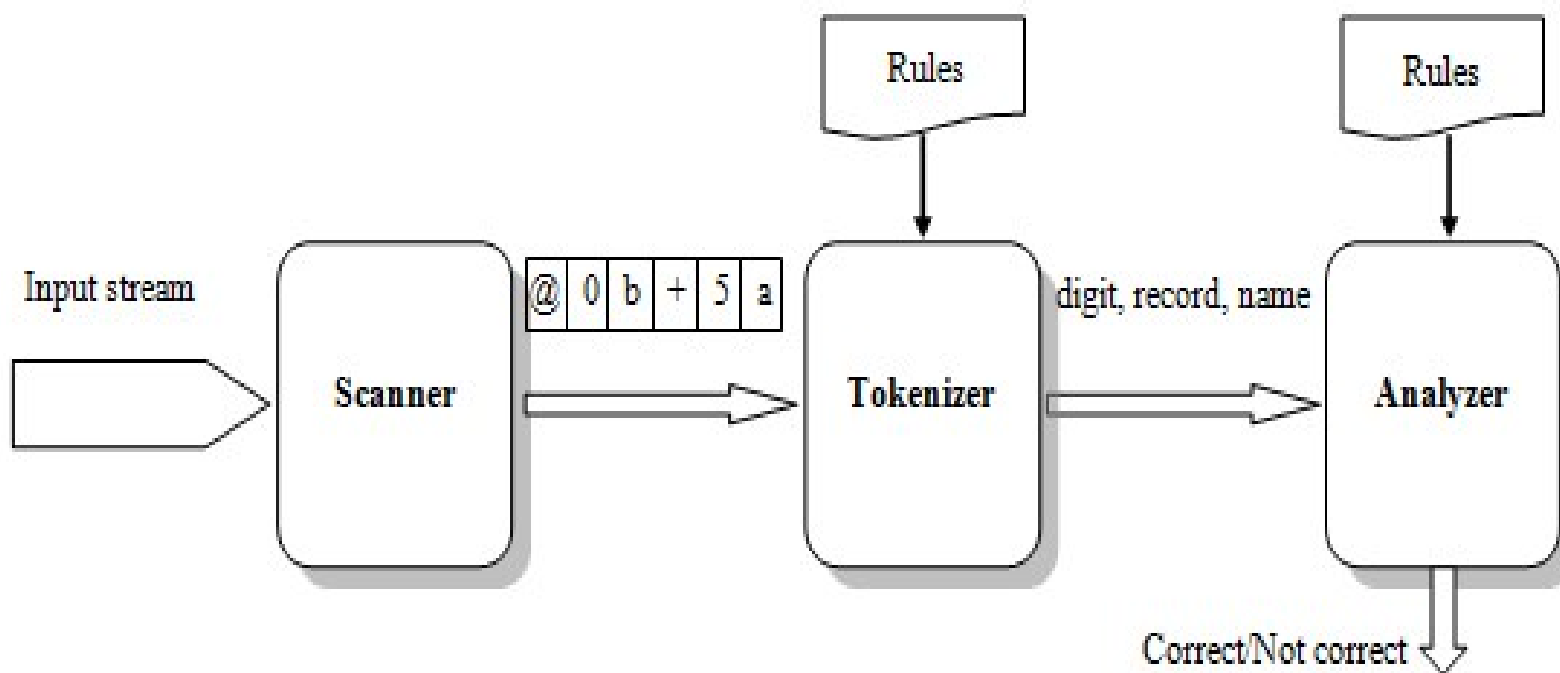 Rules
Rules
Input stream
@ 0 b + 5 a
digit, record, name
Scanner
Tokenizer
Analyzer
Correct/Not correct